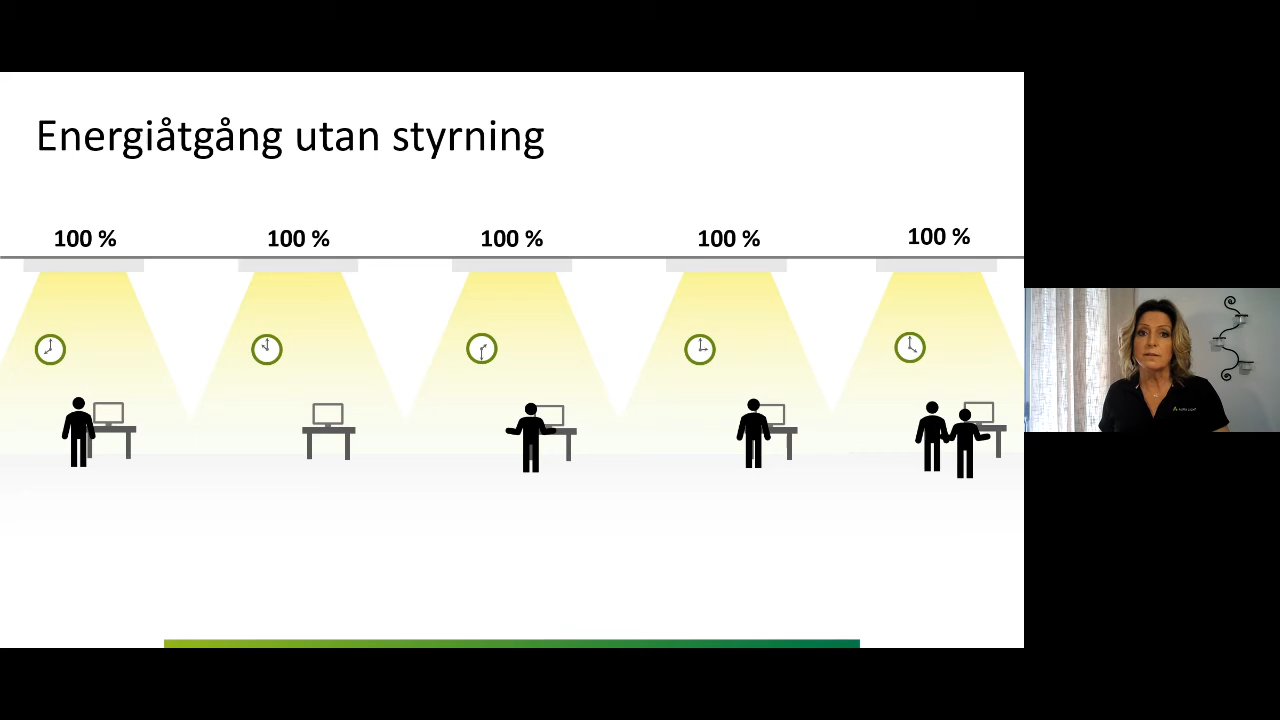 Energiåtgång utan styrning
100 % 100 % 100 % 100 % 100 %